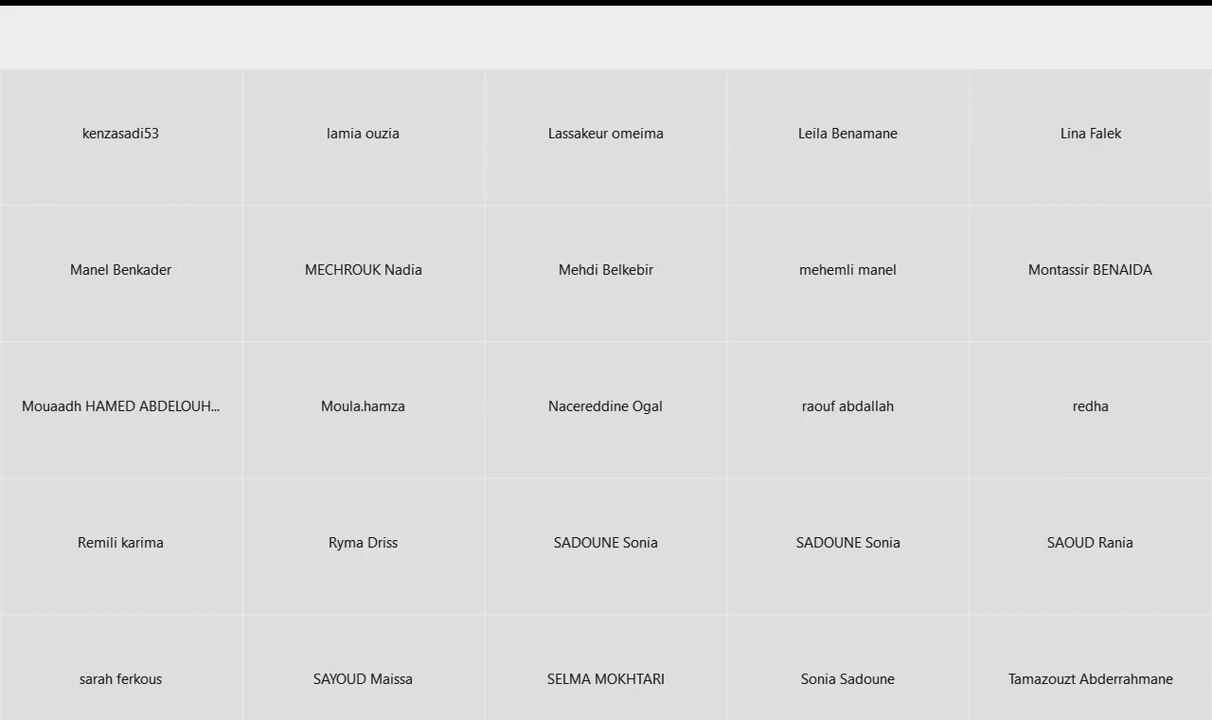 kenzasadi53
lamia ouzia
Lassakeur omeima
Leila Benamane
Lina Falek
Manel Benkader
MECHROUK Nadia
Mehdi Belkebir
mehemli manel
Montassir BENAIDA
Mouaadh HAMED ABDELOUH...
Moula.hamza
Nacereddine Ogal
raouf abdallah
redha
Remili karima
Ryma Driss
SADOUNE Sonia
SADOUNE Sonia
SAOUD Rania
sarah ferkous
SAYOUD Maissa
SELMA MOKHTARI
Sonia Sadoune
Tamazouzt Abderrahmane